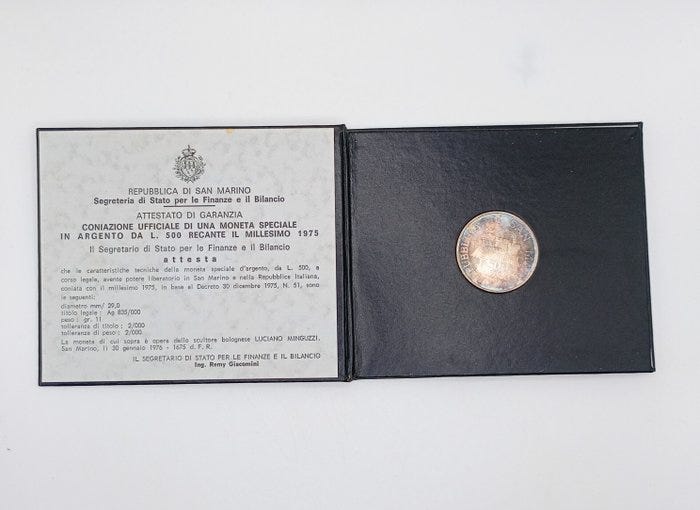 REPUBBLICA DI SAN MARINO
Segreteria di Stato per le Finanze e il Bilancio
ATTESTATO DI GARANZIA
CONIAZIONE UFFICIALE DI UNA MONETA SPECIALE
IN ARGENTO DA L. 500 RECANTE IL MILLESIMO 1975
Il Segretario di Stato per le Finanze e il Bilancio
attesta
che le caratteristiche tecniche della moneta speciale d'argento, da L. 500, a
corso legale, avente potere liberatorio in San Marino e nella Repubblica Italiana,
coniata con il millesimo 1975, in base al Decreto 30 dicembre 1975, N. 51, sono
le seguenti:
diametro mm/ 29,0
titolo legale : Ag 835/000
peso : gr. 11
tolleranza di titolo : 2/000
tolleranza di peso : 2/000
La moneta di cui sopra è opera dello scultore bolognese LUCIANO MINGUZZI.
San Marino, lì 30 gennaio 1976 - 1675 d. F. R.
IL SEGRETARIO DI STATO PER LE FINANZE E IL BILANCIO
Ing. Remy Giacomini